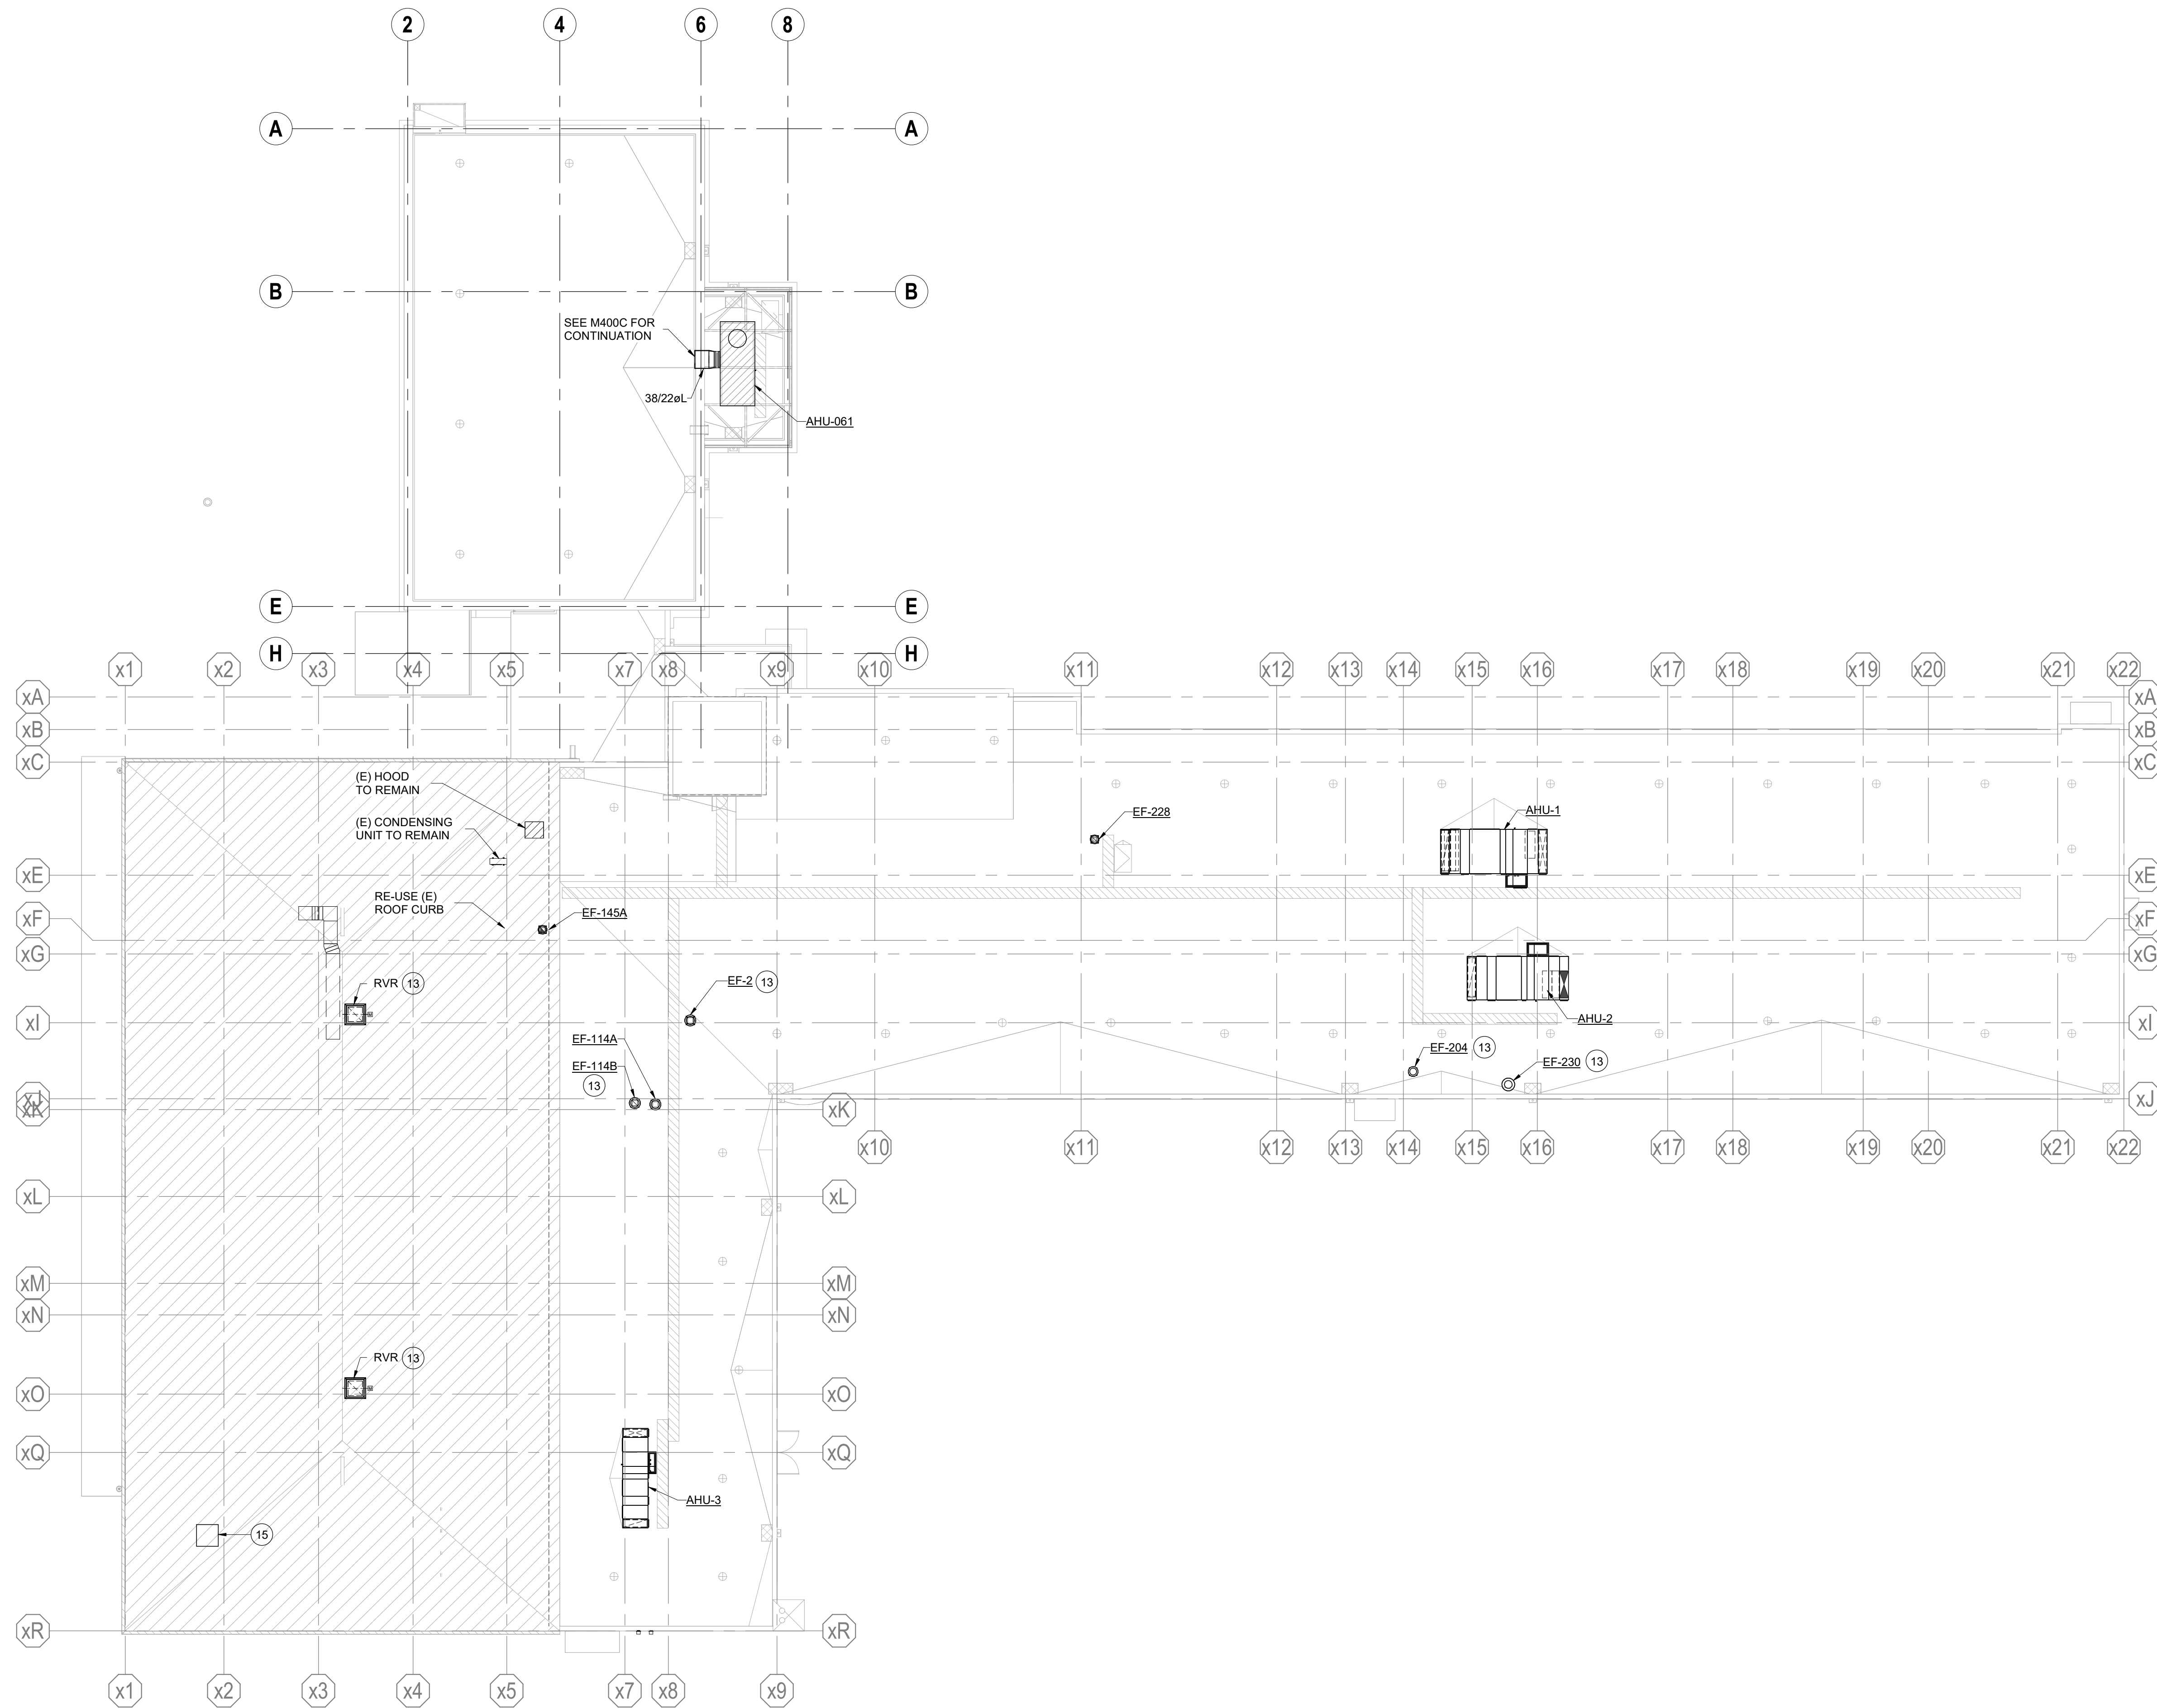 2 4 6 8
A A
B B
SEE M400C FOR
CONTINUATION
38/22øL
AHU-061
E E
H H
x1 x2 x3 x4 x5 x7 x8 x9 x10 x11 x12 x13 x14 x15 x16 x17 x18 x19 x20 x21 x22
xA xA
xB xB
xC xC
(E) HOOD
TO REMAIN
(E) CONDENSING
UNIT TO REMAIN
EF-228
AHU-1
xE xE
RE-USE (E)
ROOF CURB
EF-145A
xF xF
xG xG
RVR 13
EF-2 13
xI xI
AHU-2
EF-114A
EF-204 13
EF-114B
13
EF-230 13
xJ xJ
xK xK
x10 x11 x12 x13 x14 x15 x16 x17 x18 x19 x20 x21 x22
xL xL
xM xM
xN xN
RVR 13
xO xO
xQ xQ
AHU-3
15
xR xR
x1 x2 x3 x4 x5 x7 x8 x9